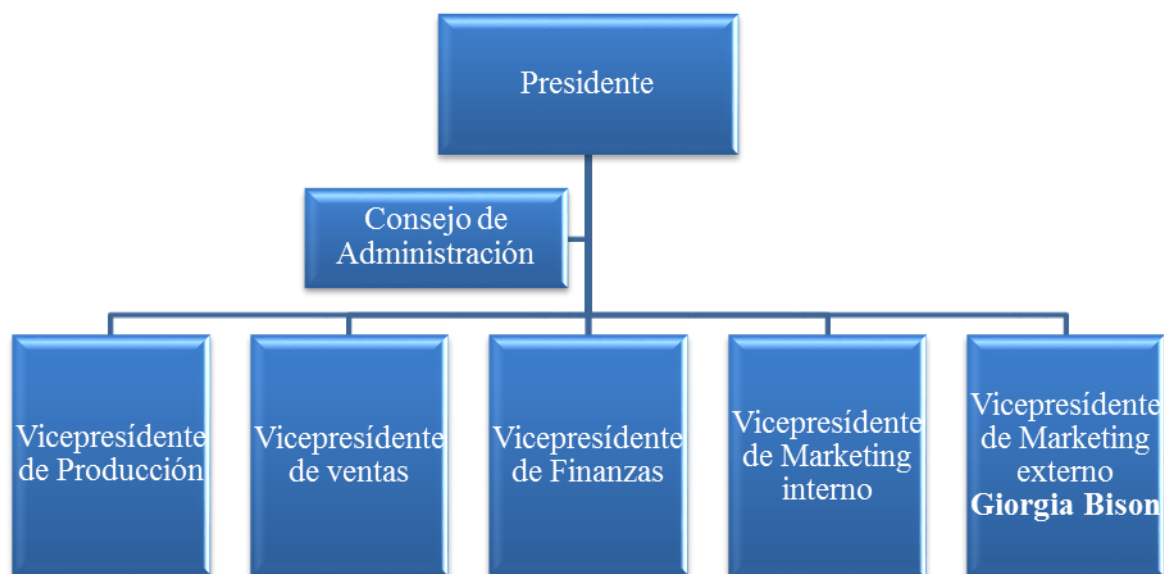 Presidente
Consejo de
Administración
Vicepresídente
de Producción
Vicepresídente
de ventas
Vicepresídente
de Finanzas
Vicepresídente
de Marketing
interno
Vicepresídente
de Marketing
externo
Giorgia Bison